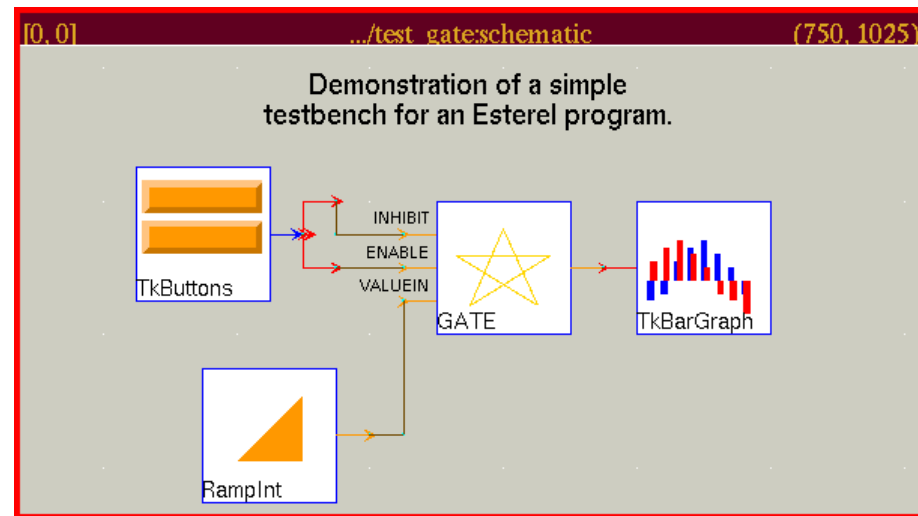 [0, 0] .../test_gate:schematic (750, 1025)
Demonstration of a simple
testbench for an Esterel program.
INHIBIT
ENABLE
VALUEIN
TkButtons
GATE
TkBarGraph
RampInt